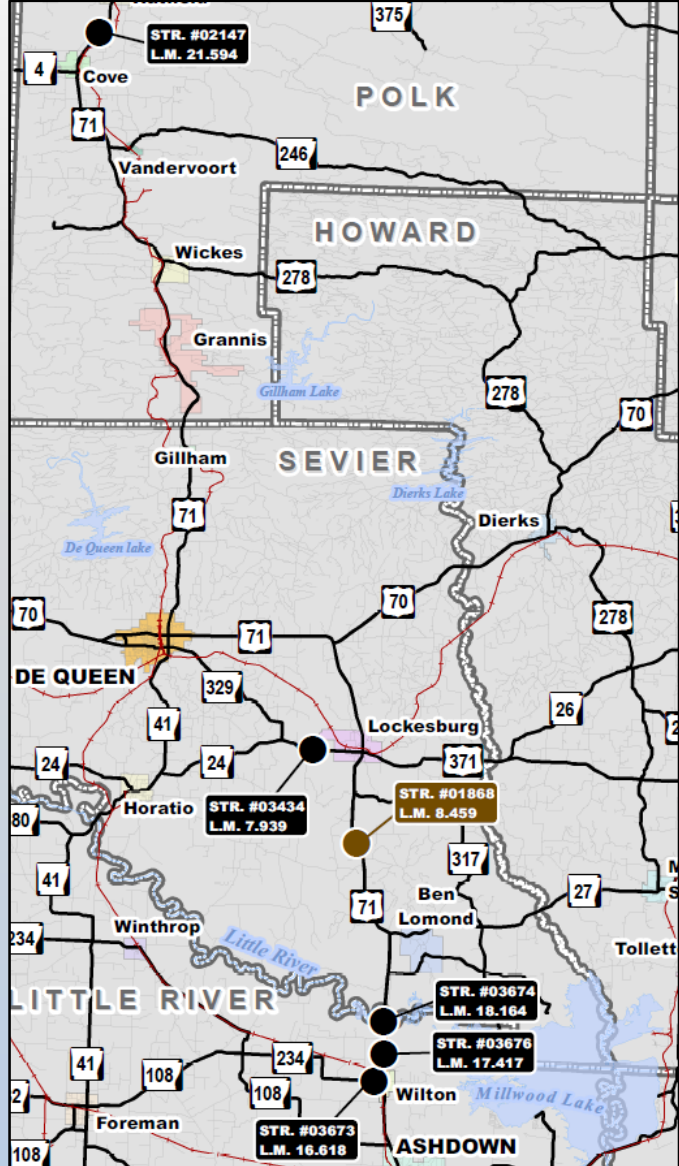 375
STR. #02147
L.M. 21.594
4
Cove
POLK
71
246
Vandervoort
HOWARD
Wickes
278
Grannis
Gillham Lake
278
70
Gillham
SEVIER
Dierks Lake
71
Dierks
De Queen lake
70
70
278
71
DE QUEEN
329
41
26
Lockesburg
24
24
371
STR. #01868
L.M. 8.459
Horatio
STR. #03434
L.M. 7.939
80
317
41
27
Ben
Lomond
71
Winthrop
234
Little River
Tollett
LITTLE RIVER
STR. #03674
L.M. 18.164
STR. #03676
L.M. 17.417
41
234
108
108
Wilton
Millwood Lake
Foreman
STR. #03673
L.M. 16.618
ASHDOWN
108